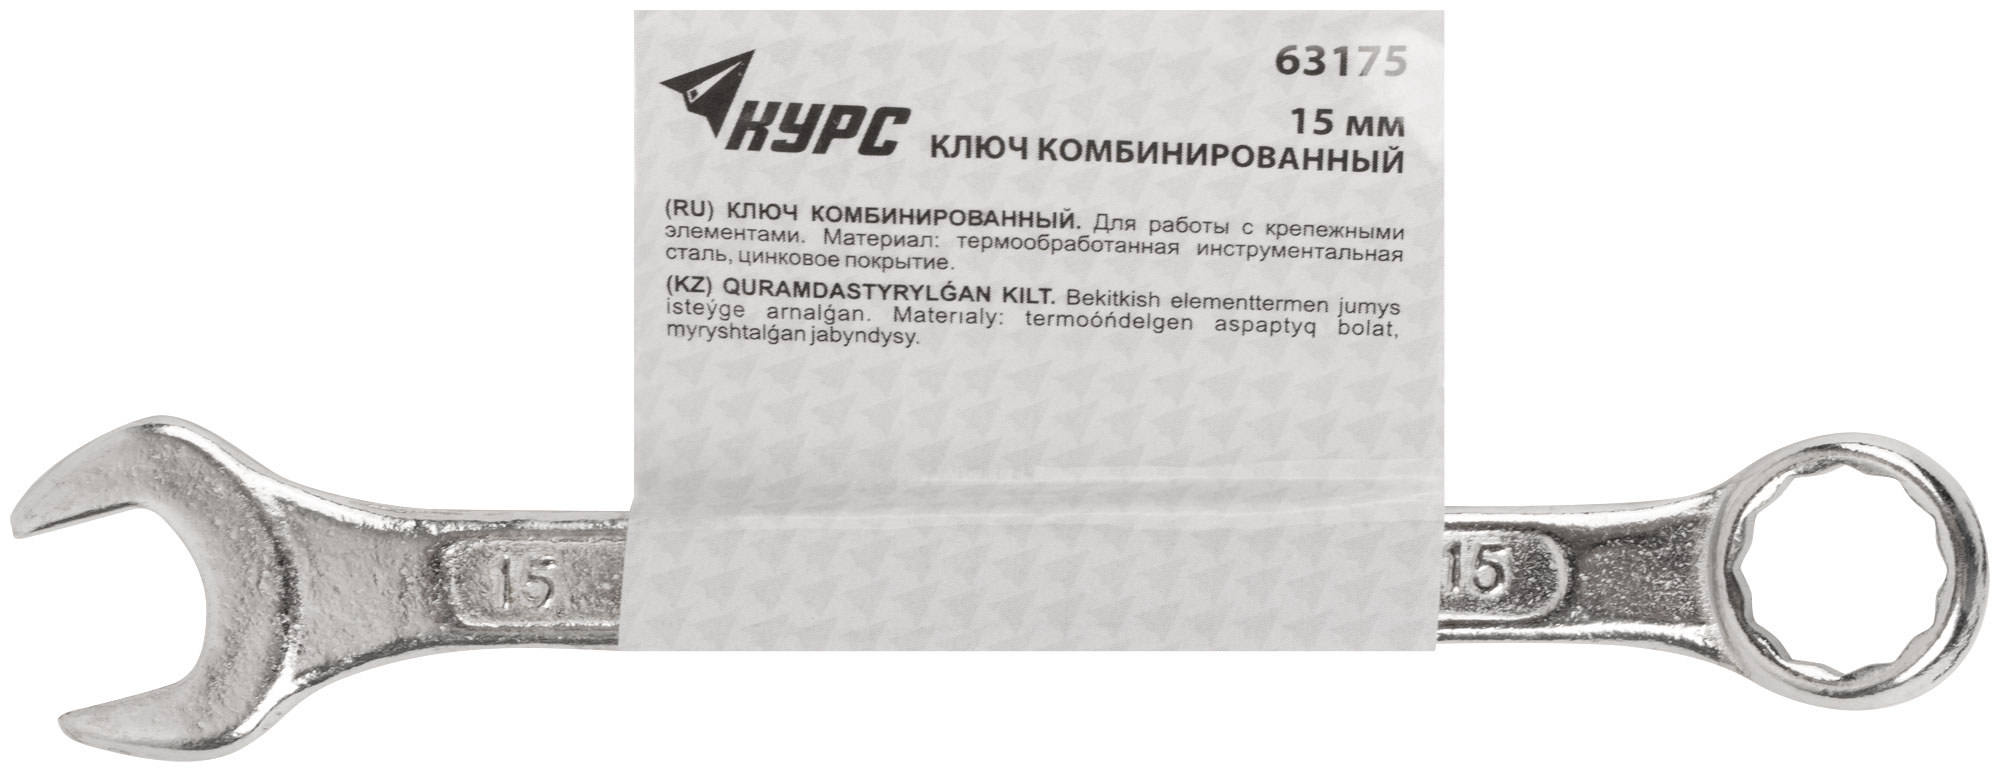 63175
КУРС
15 мм
КЛЮЧ КОМБИНИРОВАННЫЙ
(RU) КЛЮЧ КОМБИНИРОВАННЫЙ. Для работы с крепежными
элементами. Материал: термообработанная инструментальная
сталь, цинковое покрытие.
(KZ) QURAMDASTYRYLǴAN KILT. Bekitkish elementtermen jumys
isteýge arnalǵan. Materıaly: termoóńdelgen aspaptyq bolat,
myryshtalǵan jabyndysy.
15
15